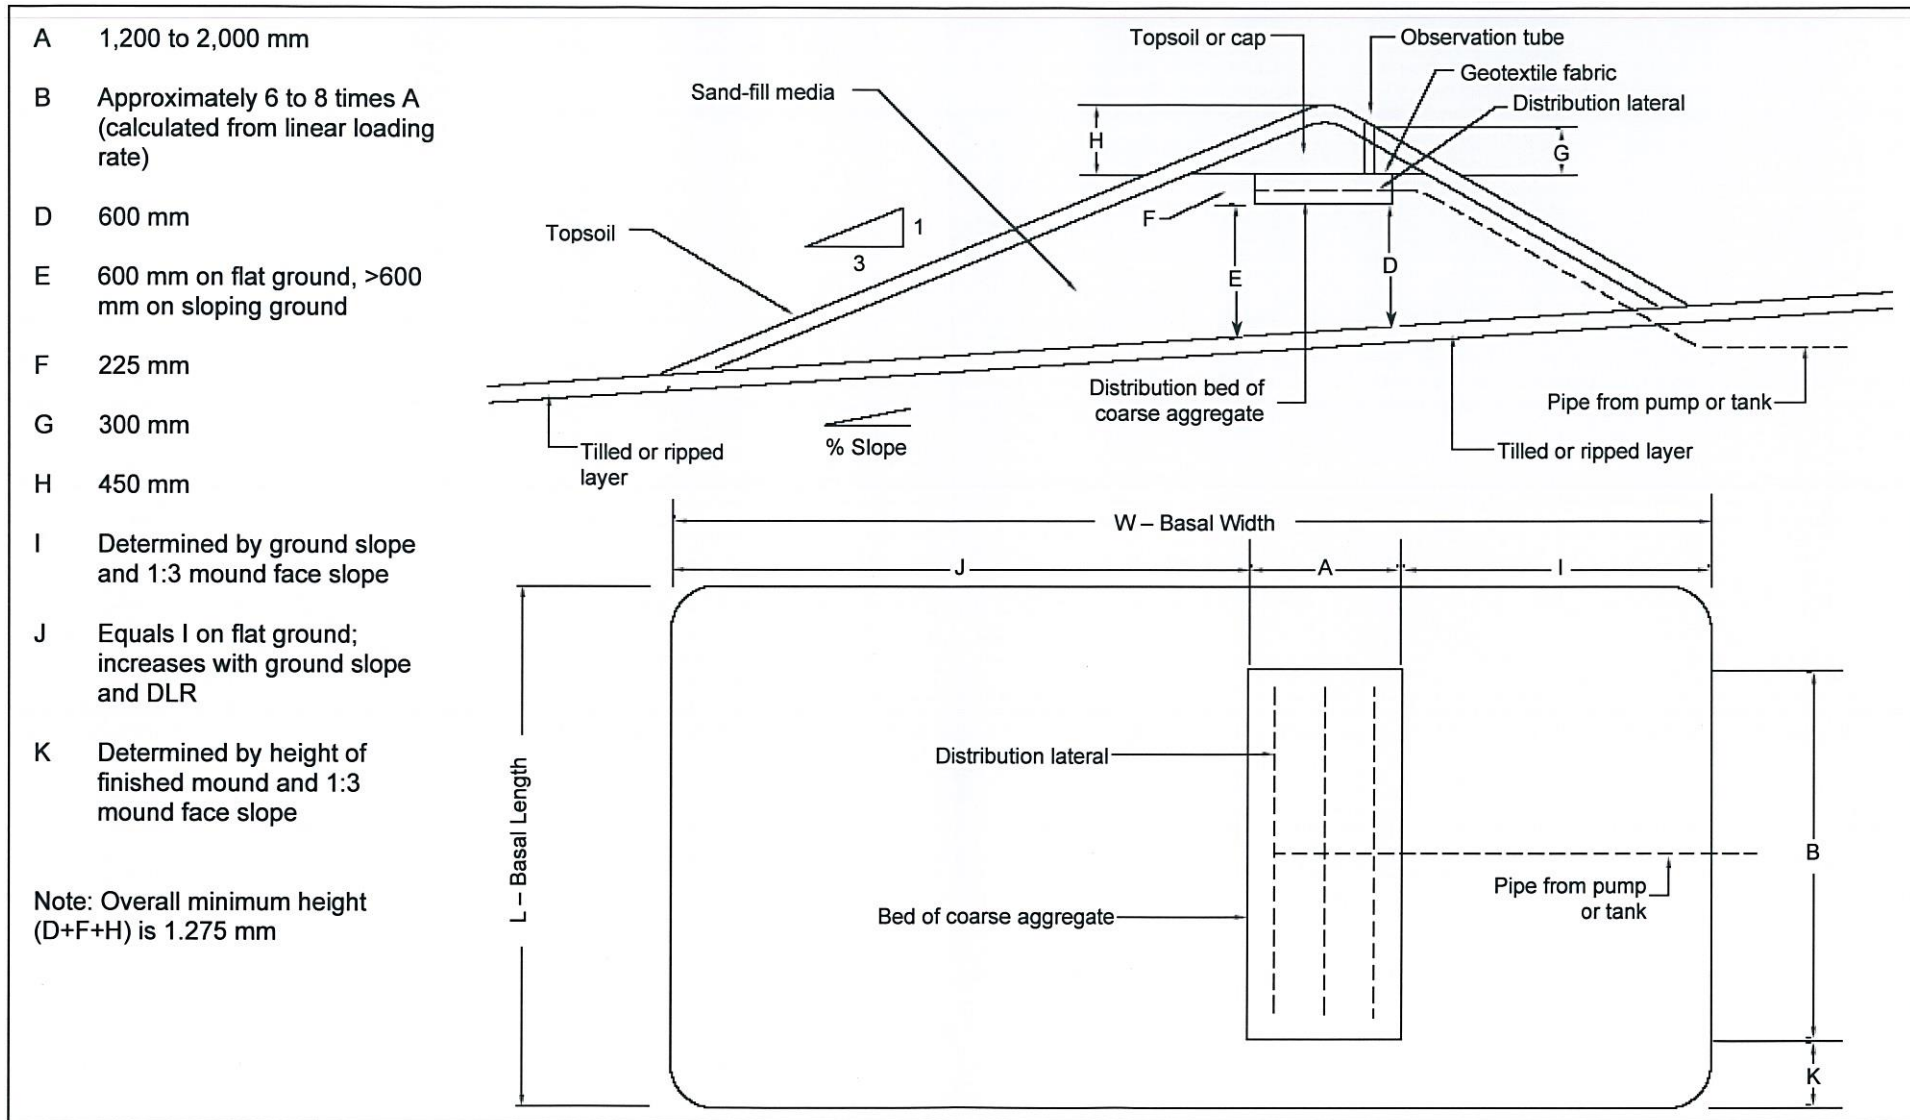 A 1,200 to 2,000 mm
B Approximately 6 to 8 times A
(calculated from linear loading
rate)
D 600 mm
E 600 mm on flat ground, >600
mm on sloping ground
F 225 mm
G 300 mm
H 450 mm
I Determined by ground slope
and 1:3 mound face slope
J Equals I on flat ground;
increases with ground slope
and DLR
K Determined by height of
finished mound and 1:3
mound face slope
Note: Overall minimum height
(D+F+H) is 1.275 mm
Topsoil or cap
Observation tube
Geotextile fabric
Distribution lateral
Sand-fill media
H
G
F
Topsoil
1
3
E
D
Distribution bed of
coarse aggregate
Pipe from pump or tank
% Slope
Tilled or ripped
layer
Tilled or ripped layer
W – Basal Width
J
A
I
L – Basal Length
Distribution lateral
B
Pipe from pump
or tank
Bed of coarse aggregate
K